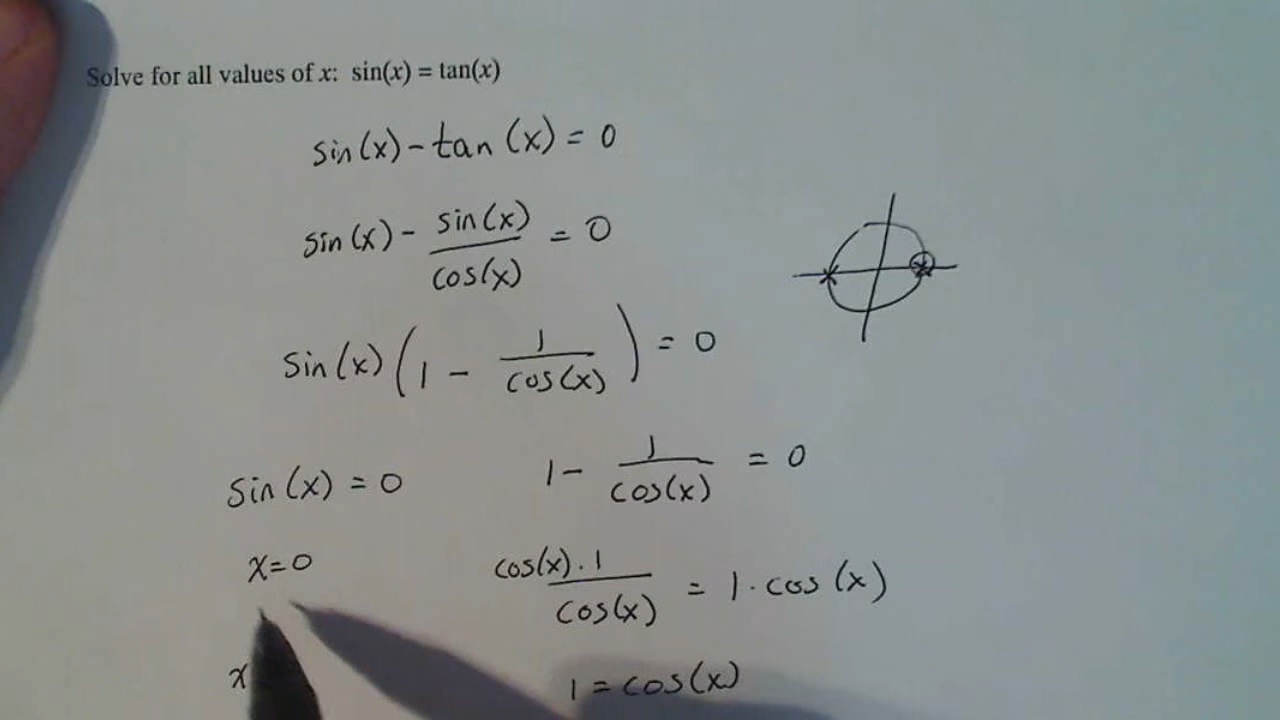 Solve for all values of x: sin(x) = tan(x)
sin(x) - tan(x) = 0
sin(x) - sin(x)/cos(x) = 0
sin(x)(1 - 1/cos(x)) = 0
sin(x) = 0    1 - 1/cos(x) = 0
x = 0    cos(x) · 1/cos(x) = 1 · cos(x)
x    1 = cos(x)